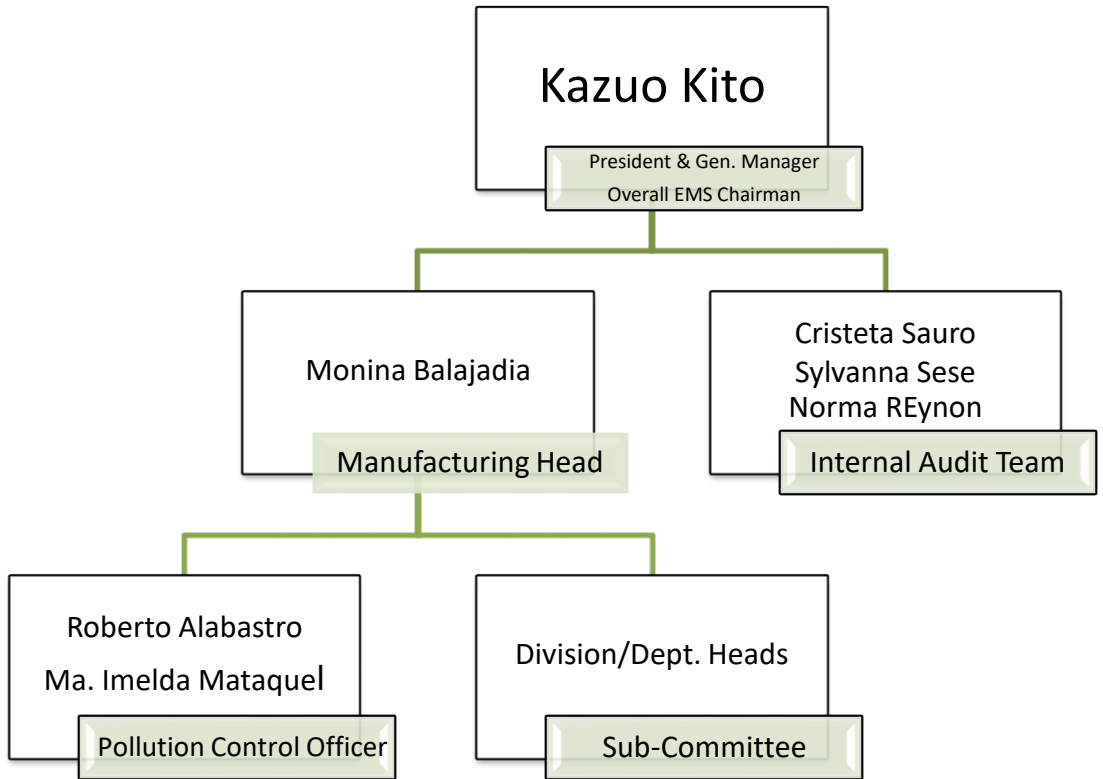 Kazuo Kito
President & Gen. Manager
Overall EMS Chairman
Monina Balajadia
Manufacturing Head
Cristeta Sauro
Sylvanna Sese
Norma REynon
Internal Audit Team
Roberto Alabastro
Ma. Imelda Mataquel
Pollution Control Officer
Division/Dept. Heads
Sub-Committee